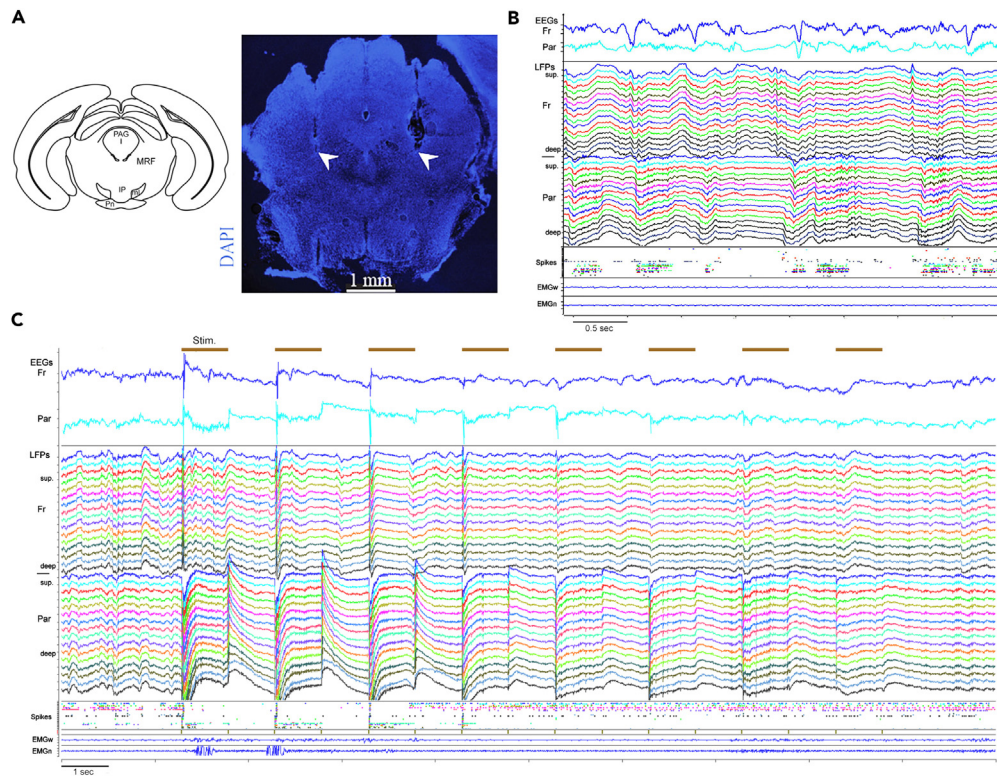 A
PAG
MRF
IP
Pn
DAPI
1 mm
B
EEGs
Fr
Par
LFPs
sup.
Fr
deep
sup.
Par
deep
Spikes
EMGw
EMGn
0.5 sec
C
Stim.
EEGs
Fr
Par
LFPs
sup.
Fr
deep
sup.
Par
deep
Spikes
EMGw
EMGn
1 sec